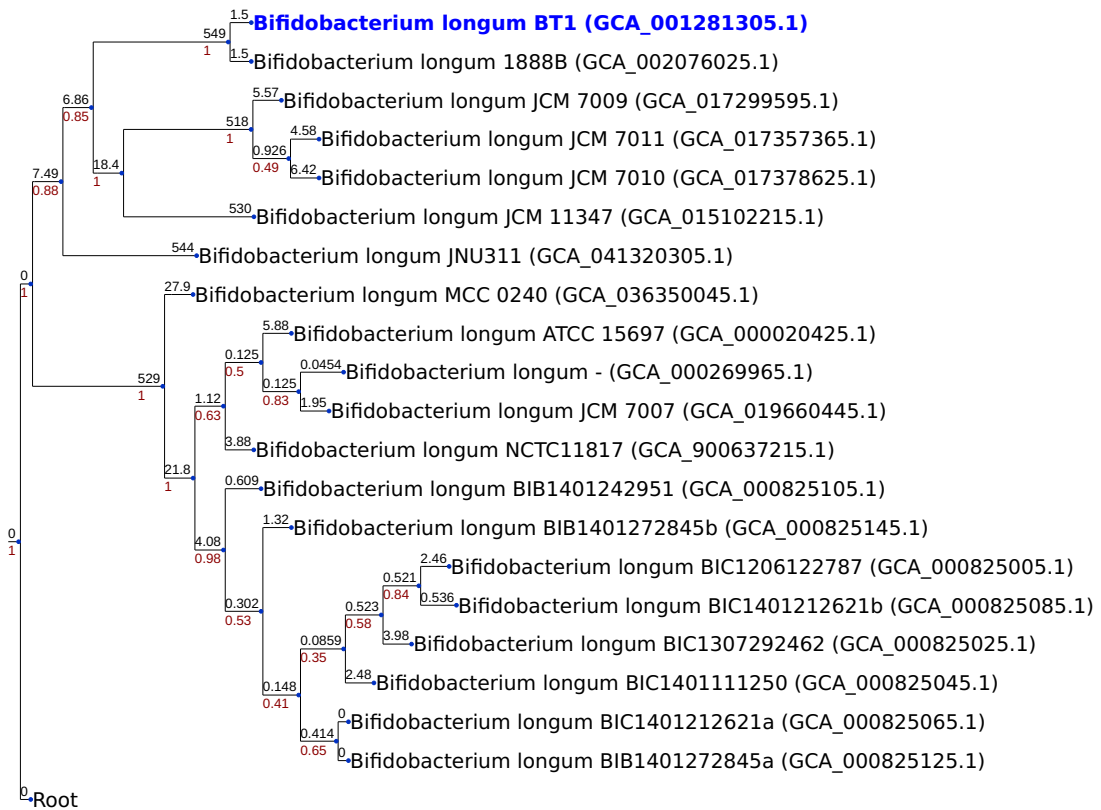 1.5
Bifidobacterium longum BT1 (GCA_001281305.1)
549
1
1.5
Bifidobacterium longum 1888B (GCA_002076025.1)
6.86
0.85
5.57
Bifidobacterium longum JCM 7009 (GCA_017299595.1)
518
1
4.58
Bifidobacterium longum JCM 7011 (GCA_017357365.1)
0.926
0.49
18.4
1
6.42
Bifidobacterium longum JCM 7010 (GCA_017378625.1)
7.49
0.88
530
Bifidobacterium longum JCM 11347 (GCA_015102215.1)
544
Bifidobacterium longum JNU311 (GCA_041320305.1)
0
1
27.9
Bifidobacterium longum MCC 0240 (GCA_036350045.1)
5.88
Bifidobacterium longum ATCC 15697 (GCA_000020425.1)
0.125
0.5
0.0454
Bifidobacterium longum - (GCA_000269965.1)
529
1
0.125
0.83
1.12
0.63
1.95
Bifidobacterium longum JCM 7007 (GCA_019660445.1)
3.88
Bifidobacterium longum NCTC11817 (GCA_900637215.1)
21.8
1
0.609
Bifidobacterium longum BIB1401242951 (GCA_000825105.1)
1.32
Bifidobacterium longum BIB1401272845b (GCA_000825145.1)
0
1
4.08
0.98
2.46
Bifidobacterium longum BIC1206122787 (GCA_000825005.1)
0.521
0.84
0.536
Bifidobacterium longum BIC1401212621b (GCA_000825085.1)
0.302
0.53
0.523
0.58
3.98
Bifidobacterium longum BIC1307292462 (GCA_000825025.1)
0.0859
0.35
2.48
Bifidobacterium longum BIC1401111250 (GCA_000825045.1)
0.148
0.41
0
Bifidobacterium longum BIC1401212621a (GCA_000825065.1)
0.414
0.65
0
Bifidobacterium longum BIB1401272845a (GCA_000825125.1)
0
Root